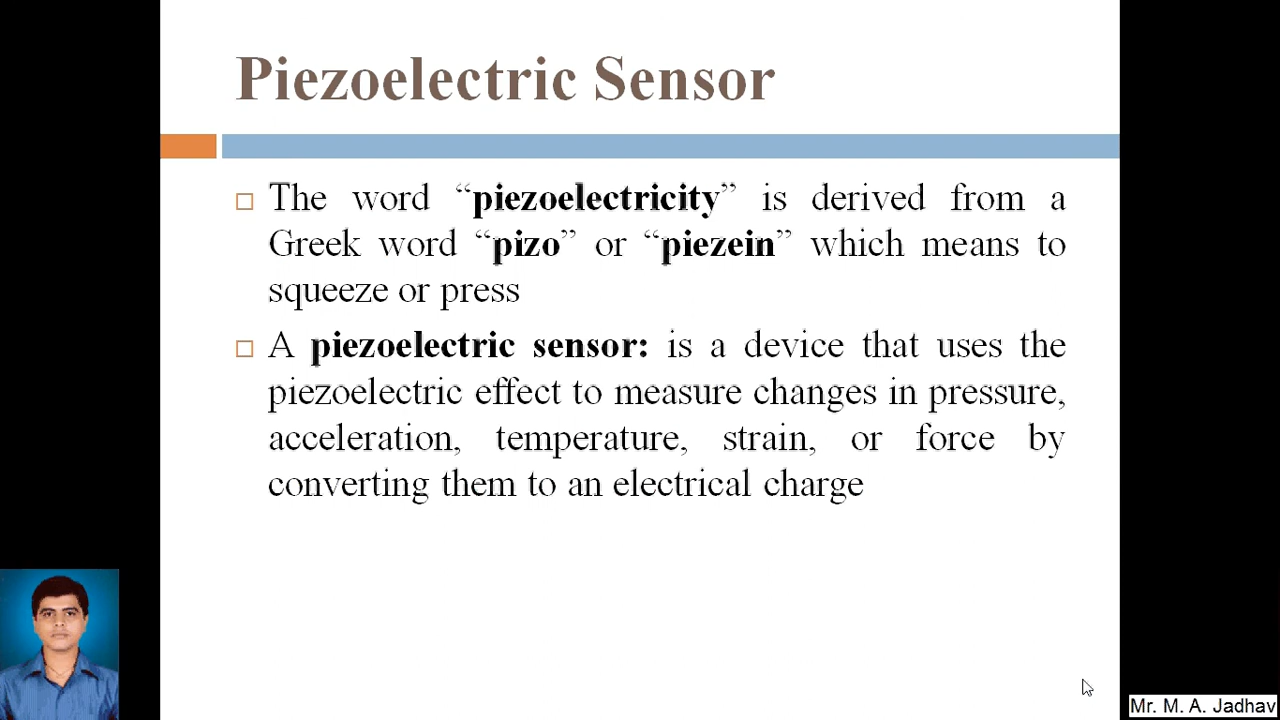 Piezoelectric Sensor
The word “piezoelectricity” is derived from a
Greek word “pizo” or “piezein” which means to
squeeze or press
A piezoelectric sensor: is a device that uses the
piezoelectric effect to measure changes in pressure,
acceleration, temperature, strain, or force by
converting them to an electrical charge
Mr. M. A. Jadhav